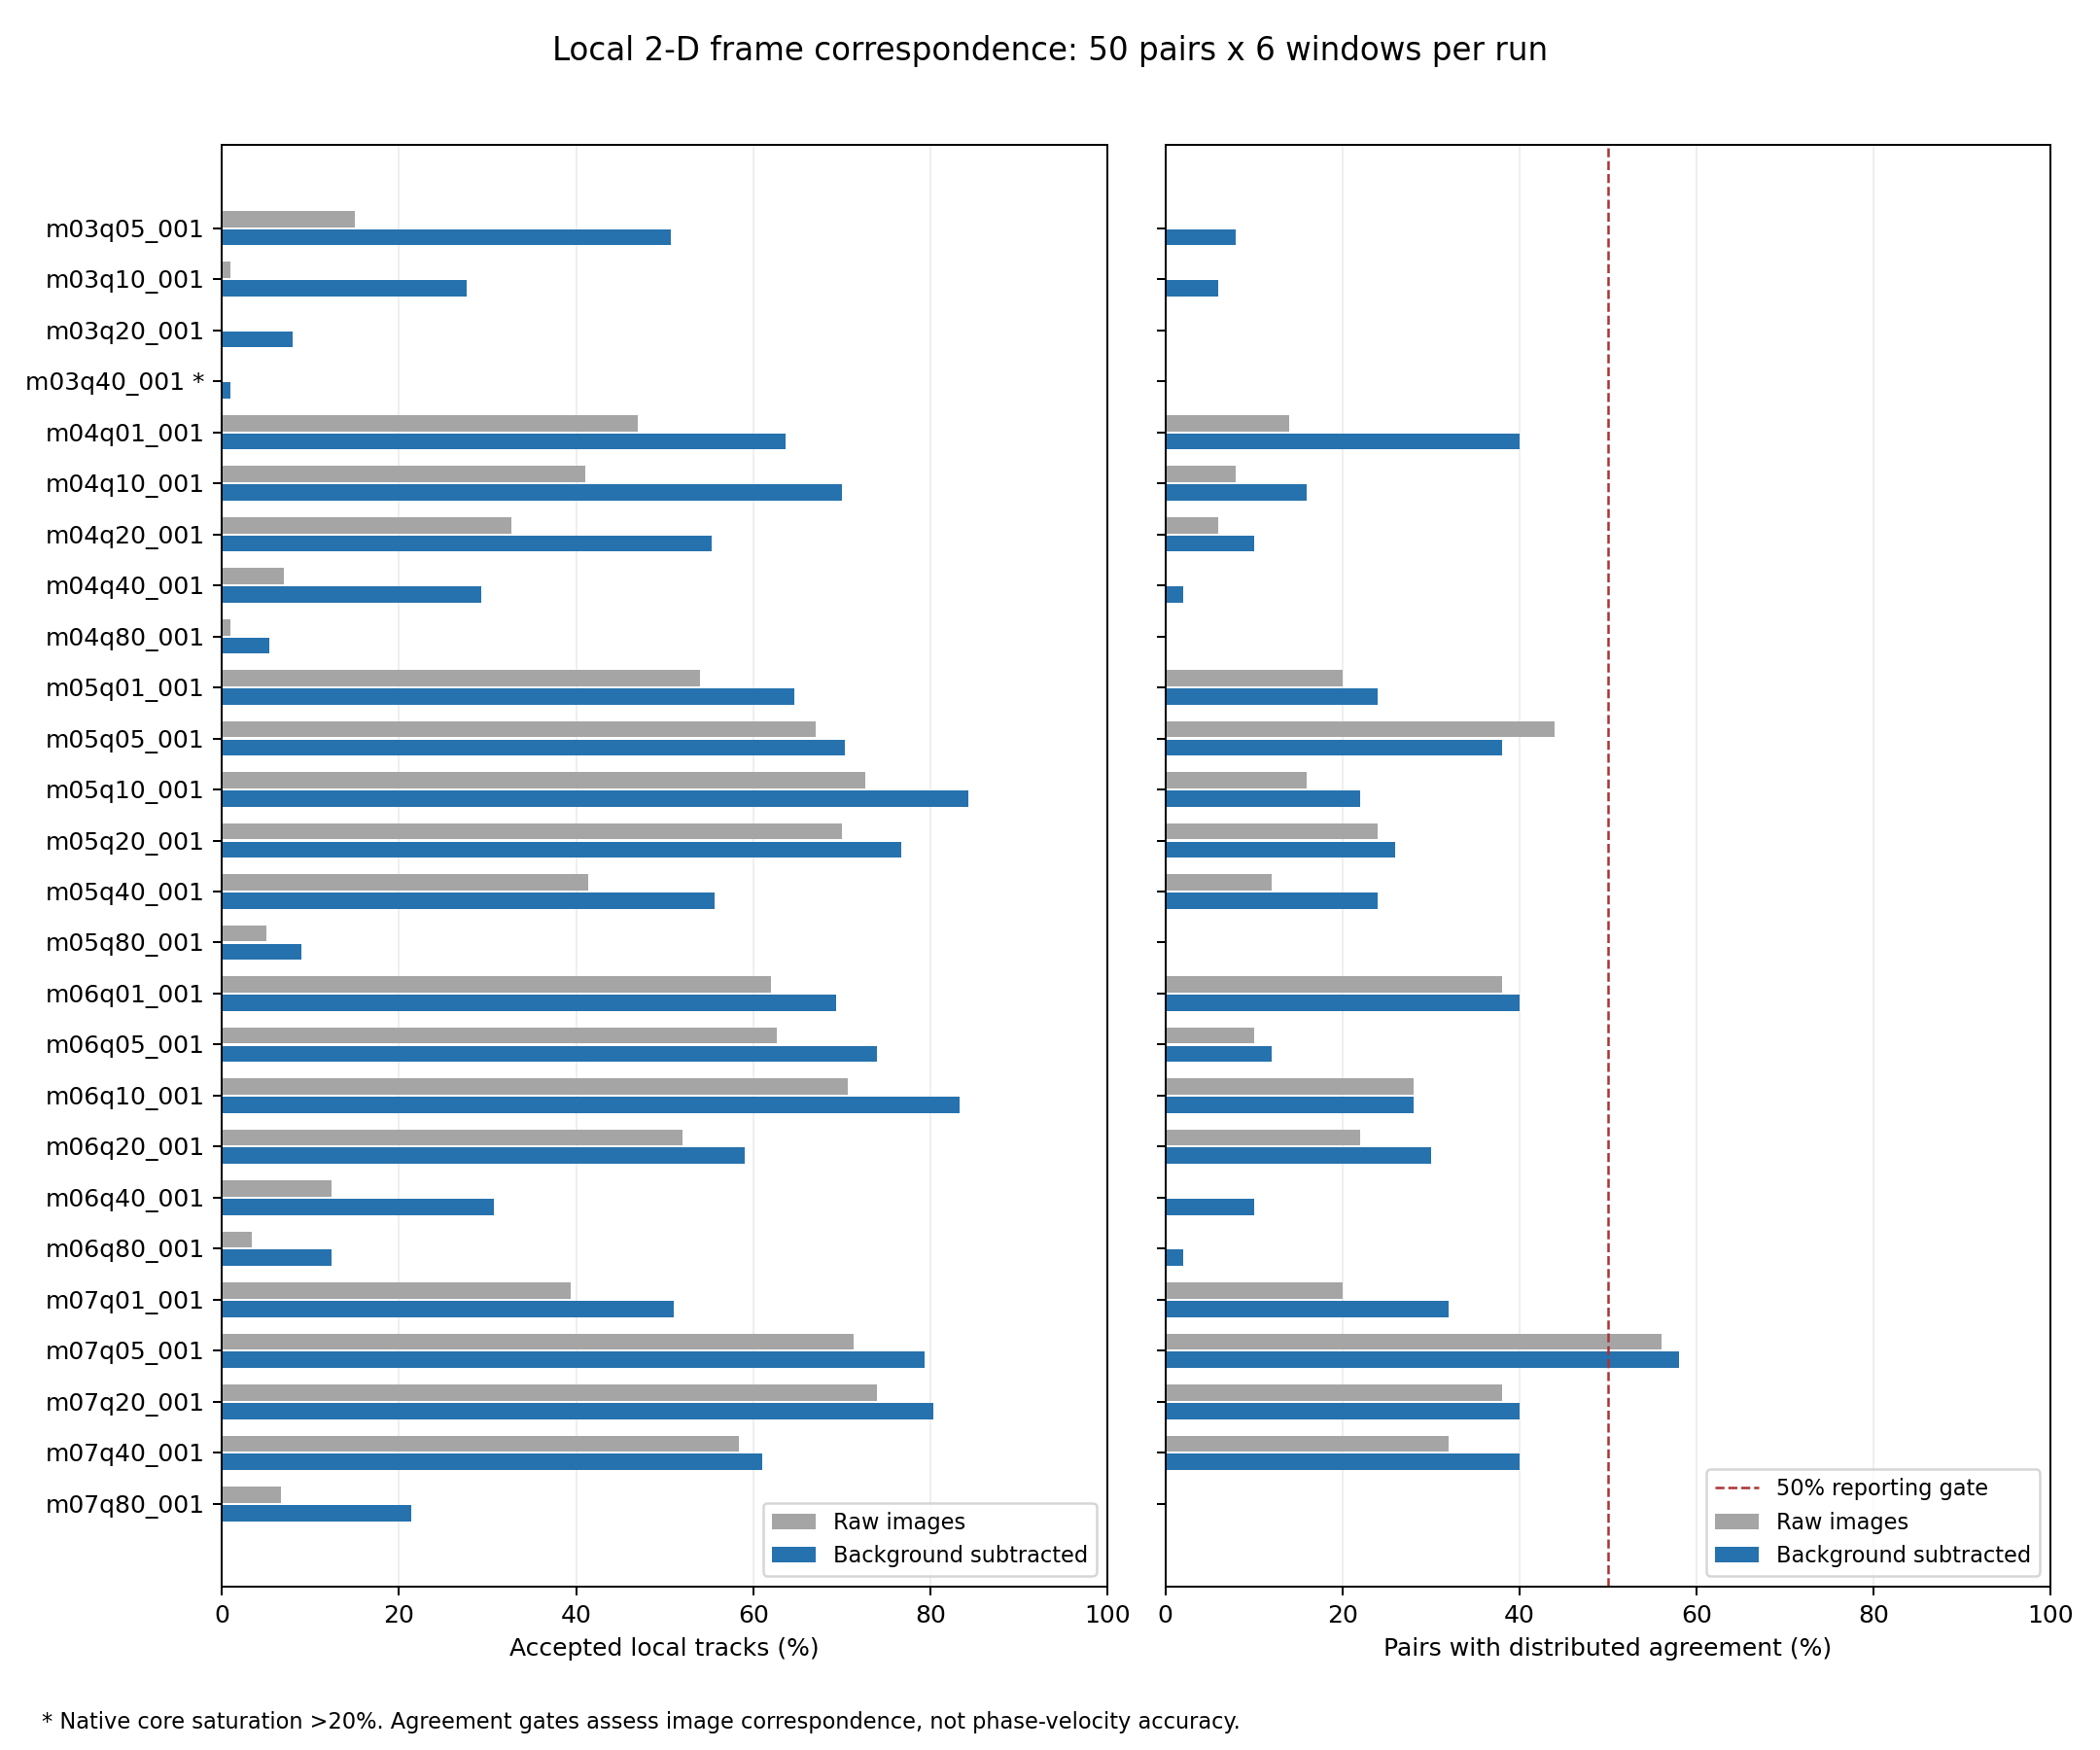 Local 2-D frame correspondence: 50 pairs x 6 windows per run
m03q05_001
m03q10_001
m03q20_001
m03q40_001 *
m04q01_001
m04q10_001
m04q20_001
m04q40_001
m04q80_001
m05q01_001
m05q05_001
m05q10_001
m05q20_001
m05q40_001
m05q80_001
m06q01_001
m06q05_001
m06q10_001
m06q20_001
m06q40_001
m06q80_001
m07q01_001
m07q05_001
m07q20_001
m07q40_001
m07q80_001
Raw images
Background subtracted
0 20 40 60 80 100
Accepted local tracks (%)
50% reporting gate
Raw images
Background subtracted
0 20 40 60 80 100
Pairs with distributed agreement (%)
* Native core saturation >20%. Agreement gates assess image correspondence, not phase-velocity accuracy.